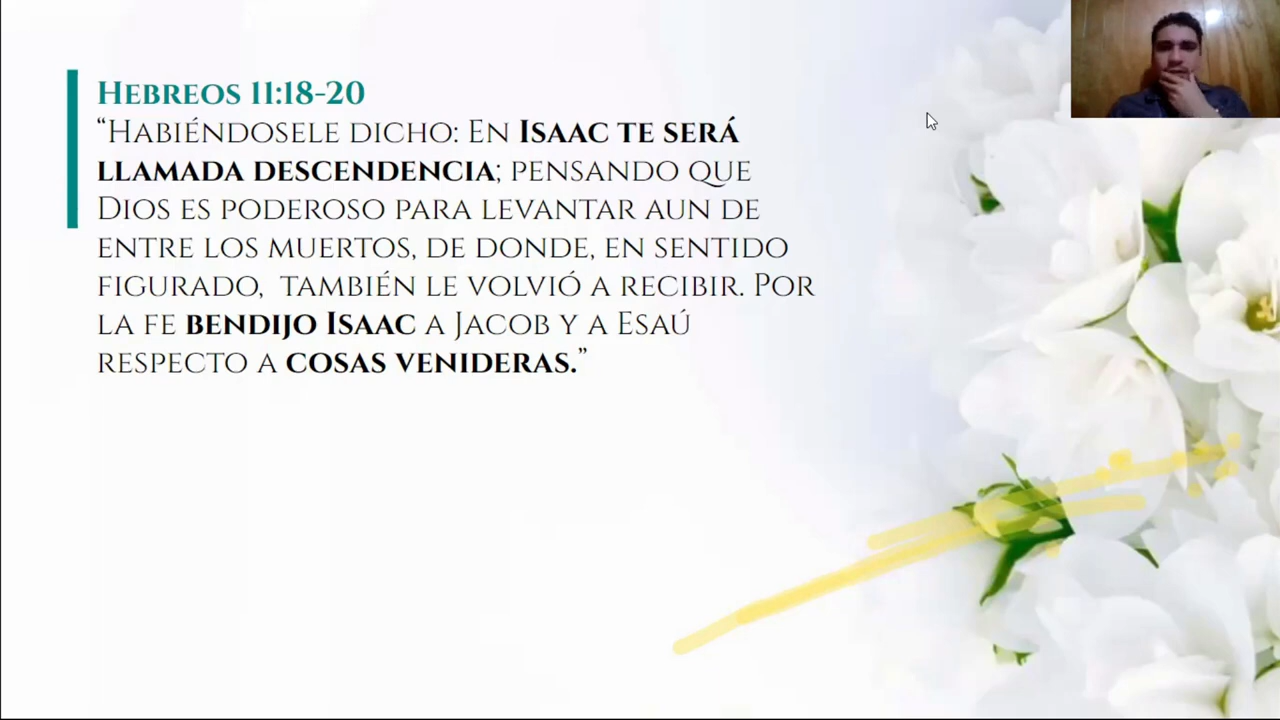 Hebreos 11:18-20
“Habiéndosele dicho: En Isaac te será
llamada descendencia; pensando que
Dios es poderoso para levantar aun de
entre los muertos, de donde, en sentido
figurado,  también le volvió a recibir. Por
la fe bendijo Isaac a Jacob y a Esaú
respecto a cosas venideras.”